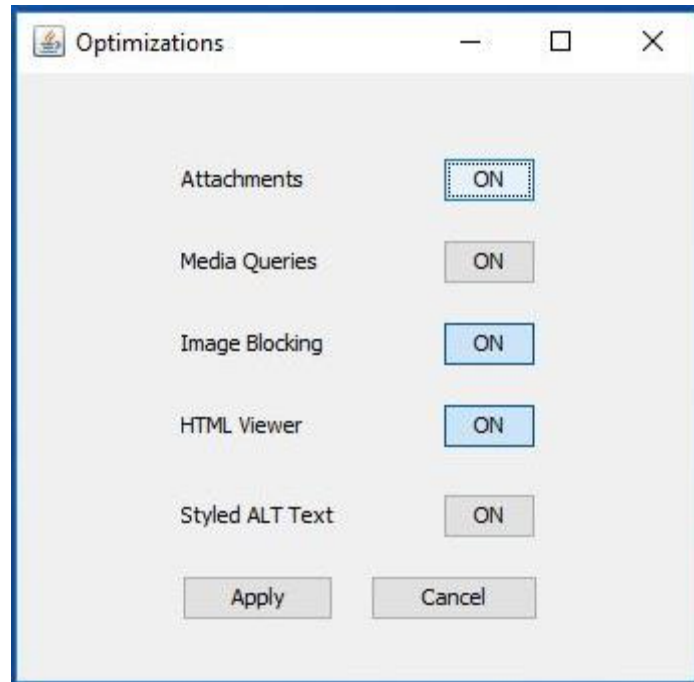 Optimizations
Attachments ON
Media Queries ON
Image Blocking ON
HTML Viewer ON
Styled ALT Text ON
Apply Cancel